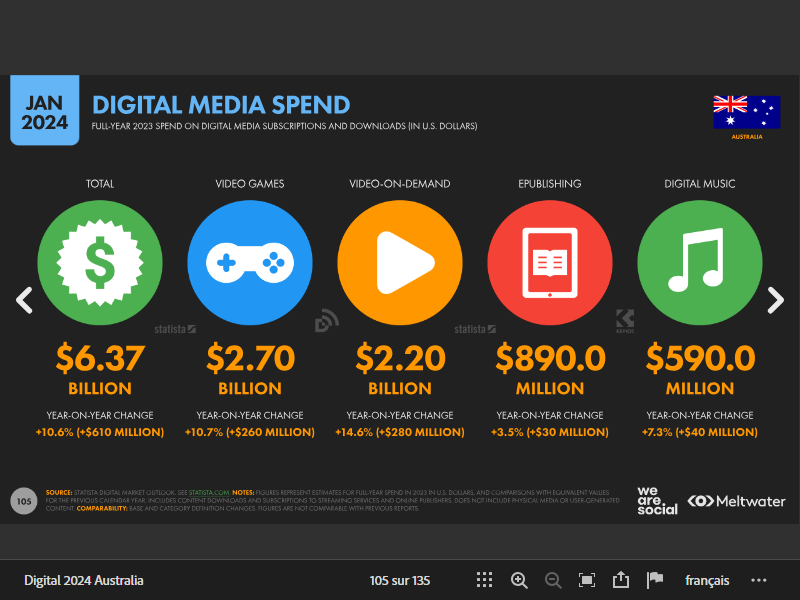 JAN
2024
DIGITAL MEDIA SPEND
FULL-YEAR 2023 SPEND ON DIGITAL MEDIA SUBSCRIPTIONS AND DOWNLOADS (IN U.S. DOLLARS)
AUSTRALIA
TOTAL
VIDEO GAMES
VIDEO-ON-DEMAND
EPUBLISHING
DIGITAL MUSIC
$
statista
statista
KEPIOS
$6.37
BILLION
YEAR-ON-YEAR CHANGE
+10.6% (+$610 MILLION)
$2.70
BILLION
YEAR-ON-YEAR CHANGE
+10.7% (+$260 MILLION)
$2.20
BILLION
YEAR-ON-YEAR CHANGE
+14.6% (+$280 MILLION)
$890.0
MILLION
YEAR-ON-YEAR CHANGE
+3.5% (+$30 MILLION)
$590.0
MILLION
YEAR-ON-YEAR CHANGE
+7.3% (+$40 MILLION)
105
SOURCE: STATISTA DIGITAL MARKET OUTLOOK. SEE STATISTA.COM. NOTES: FIGURES REPRESENT ESTIMATES FOR FULL-YEAR SPEND IN 2023 IN U.S. DOLLARS, AND COMPARISONS WITH EQUIVALENT VALUES
FOR THE PREVIOUS CALENDAR YEAR. INCLUDES CONTENT DOWNLOADS AND SUBSCRIPTIONS TO STREAMING SERVICES AND ONLINE PUBLISHERS. DOES NOT INCLUDE PHYSICAL MEDIA OR USER-GENERATED
CONTENT. COMPARABILITY: BASE AND CATEGORY DEFINITION CHANGES. FIGURES ARE NOT COMPARABLE WITH PREVIOUS REPORTS.
we
are.
social
Meltwater
Digital 2024 Australia
105 sur 135
français